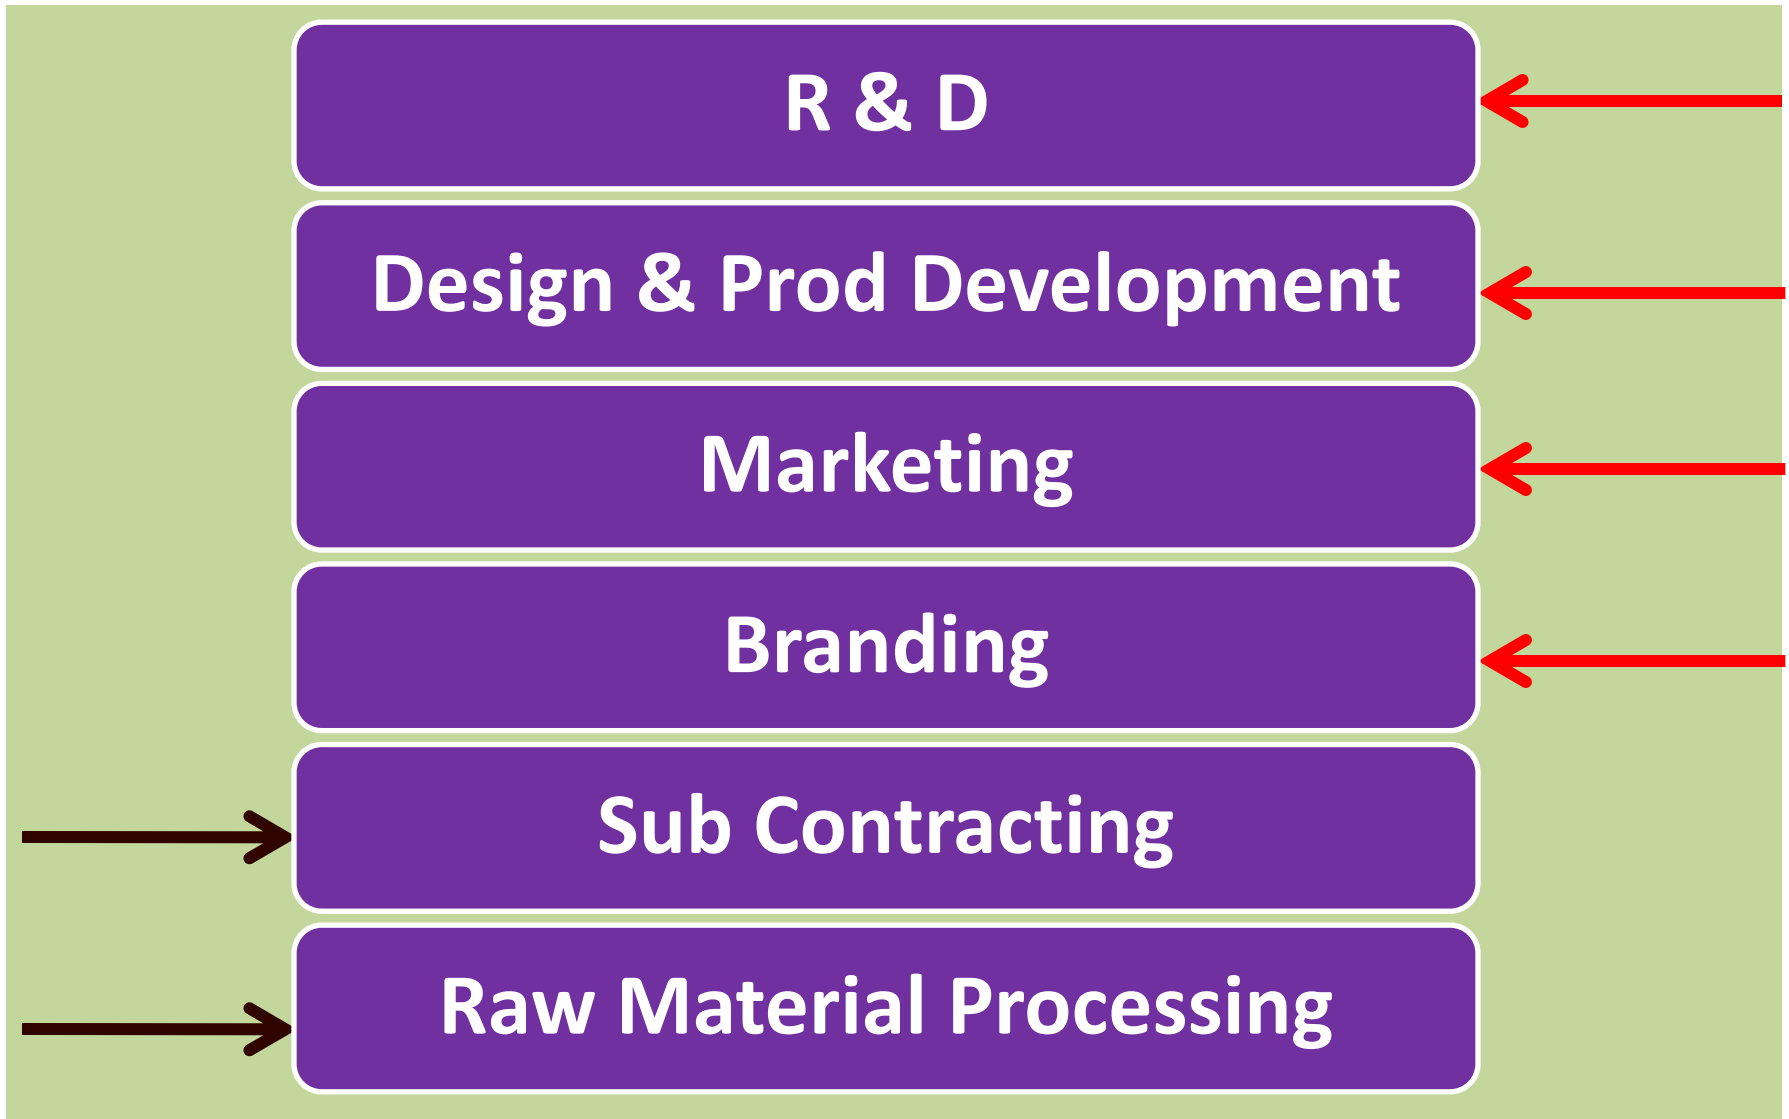 R & D
Design & Prod Development
Marketing
Branding
Sub Contracting
Raw Material Processing